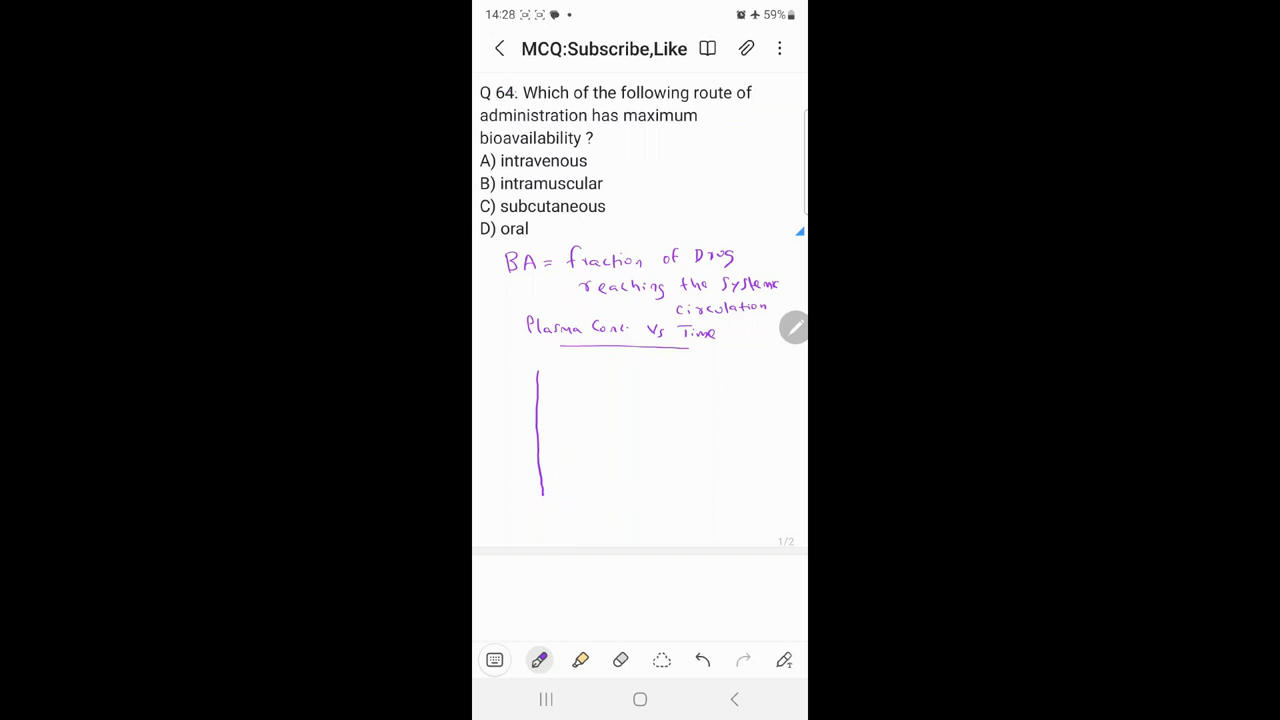 14:28
59%
MCQ:Subscribe,Like
Q 64. Which of the following route of
administration has maximum
bioavailability ?
A) intravenous
B) intramuscular
C) subcutaneous
D) oral
BA = fraction of Drug
reaching the systemic
circulation
Plasma Conc. Vs Time
1/2